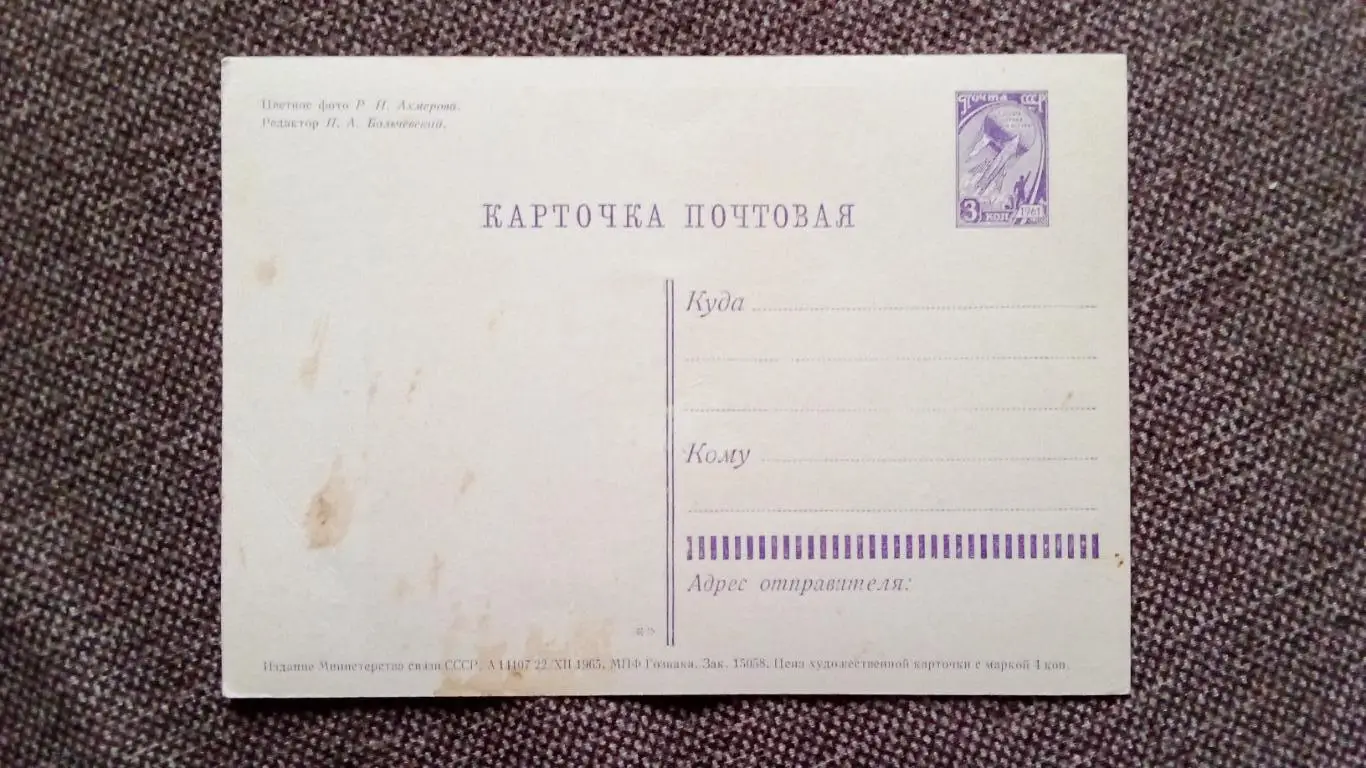 Цветное фото Р. Н. Ахмерова.
Редактор П. А. Больчевский.
ПОЧТА СССР
3 КОП 1961
КАРТОЧКА ПОЧТОВАЯ
Куда
Кому
Адрес отправителя:
Издание Министерства связи СССР. А 14107 22/XII 1965. МПФ Гознака. Зак. 15058. Цена художественной карточки с маркой 4 коп.